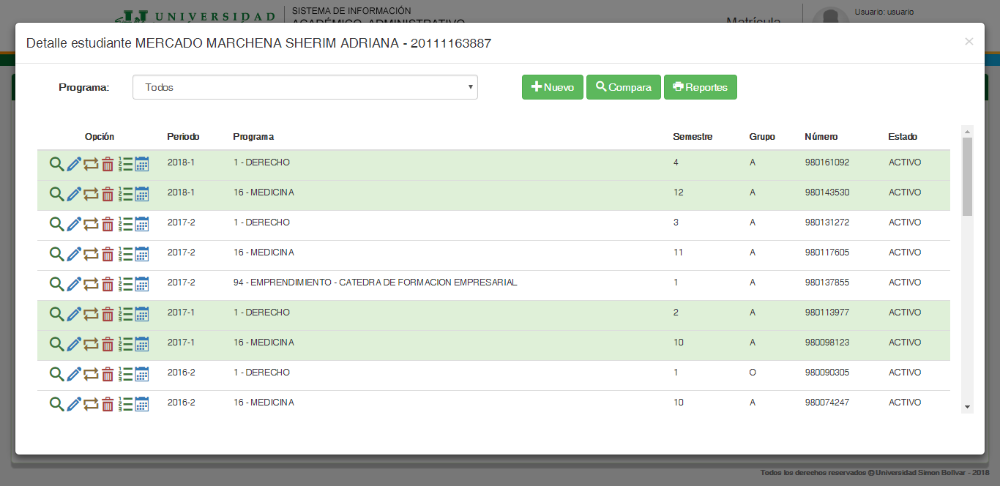 UNIVERSIDAD
SISTEMA DE INFORMACIÓN
ACADÉMICO, ADMINISTRATIVO
Matrícula
Usuario: usuario
Detalle estudiante MERCADO MARCHENA SHERIM ADRIANA - 20111163887
×
Programa: Todos Nuevo Compara Reportes
Opción Periodo Programa Semestre Grupo Número Estado
2018-1 1 - DERECHO 4 A 980161092 ACTIVO
2018-1 16 - MEDICINA 12 A 980143530 ACTIVO
2017-2 1 - DERECHO 3 A 980131272 ACTIVO
2017-2 16 - MEDICINA 11 A 980117605 ACTIVO
2017-2 94 - EMPRENDIMIENTO - CATEDRA DE FORMACION EMPRESARIAL 1 A 980137855 ACTIVO
2017-1 1 - DERECHO 2 A 980113977 ACTIVO
2017-1 16 - MEDICINA 10 A 980098123 ACTIVO
2016-2 1 - DERECHO 1 O 980090305 ACTIVO
2016-2 16 - MEDICINA 10 A 980074247 ACTIVO
Todos los derechos reservados © Universidad Simon Bolívar - 2018